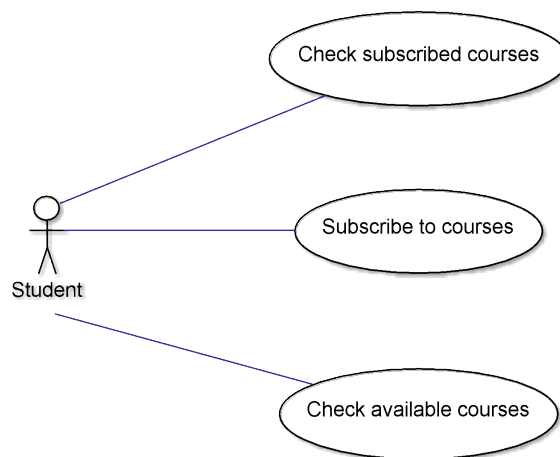 Check subscribed courses
Subscribe to courses
Student
Check available courses